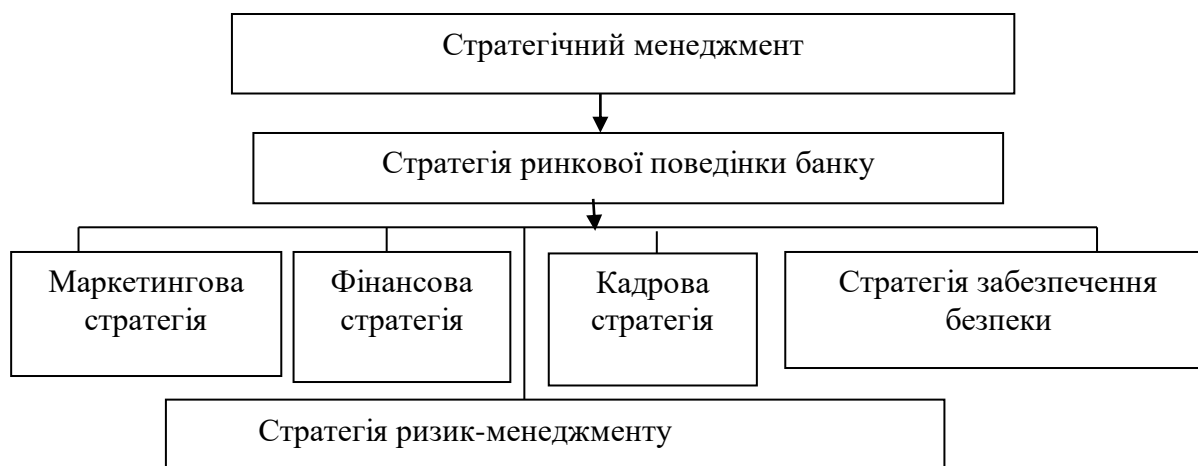 Стратегічний менеджмент
Стратегія ринкової поведінки банку
Маркетингова
стратегія
Фінансова
стратегія
Кадрова
стратегія
Стратегія забезпечення
безпеки
Стратегія ризик-менеджменту